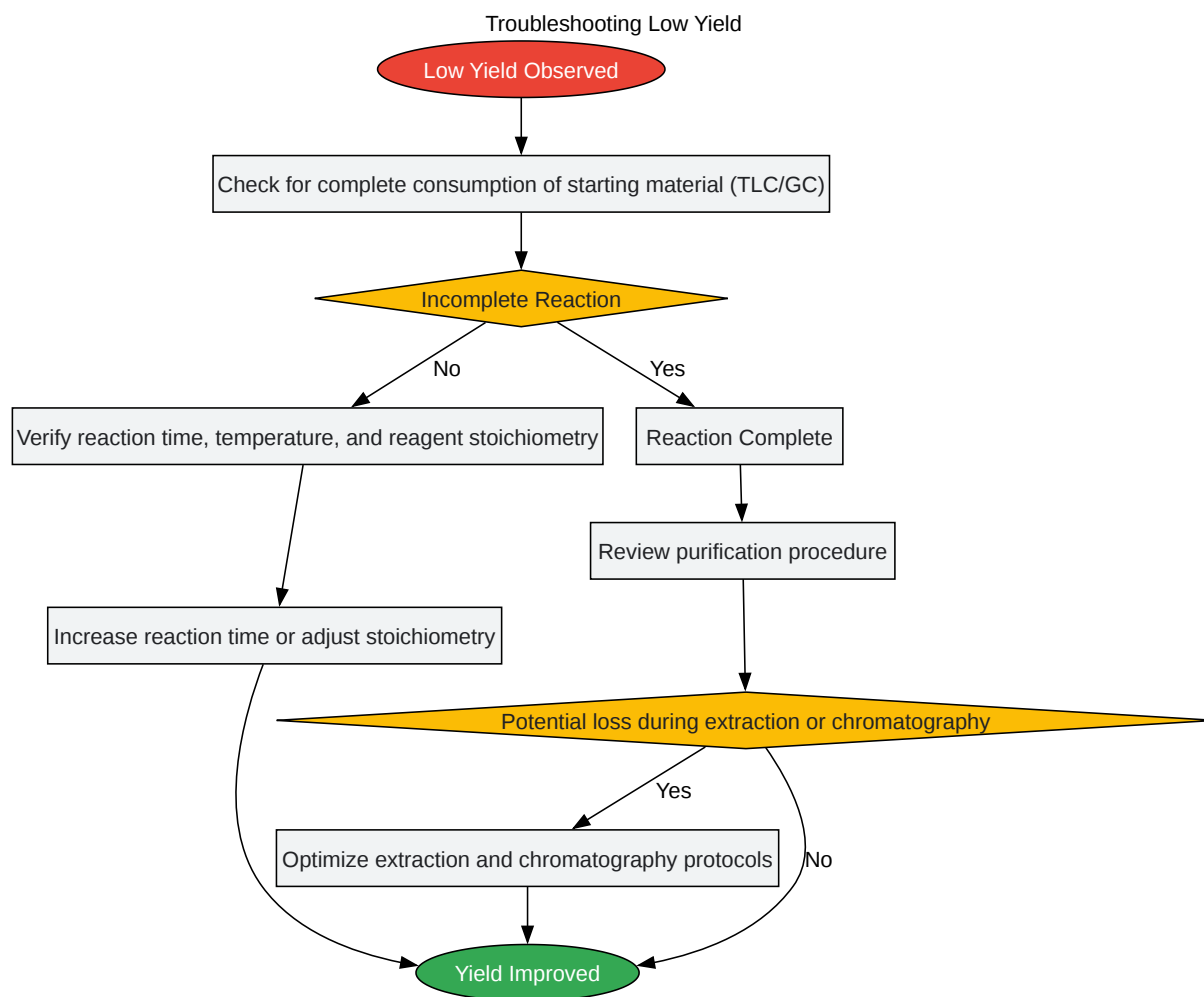 Troubleshooting Low Yield
Low Yield Observed
Check for complete consumption of starting material (TLC/GC)
Incomplete Reaction
No
Yes
Verify reaction time, temperature, and reagent stoichiometry
Reaction Complete
Review purification procedure
Increase reaction time or adjust stoichiometry
Potential loss during extraction or chromatography
Yes
Optimize extraction and chromatography protocols
No
Yield Improved